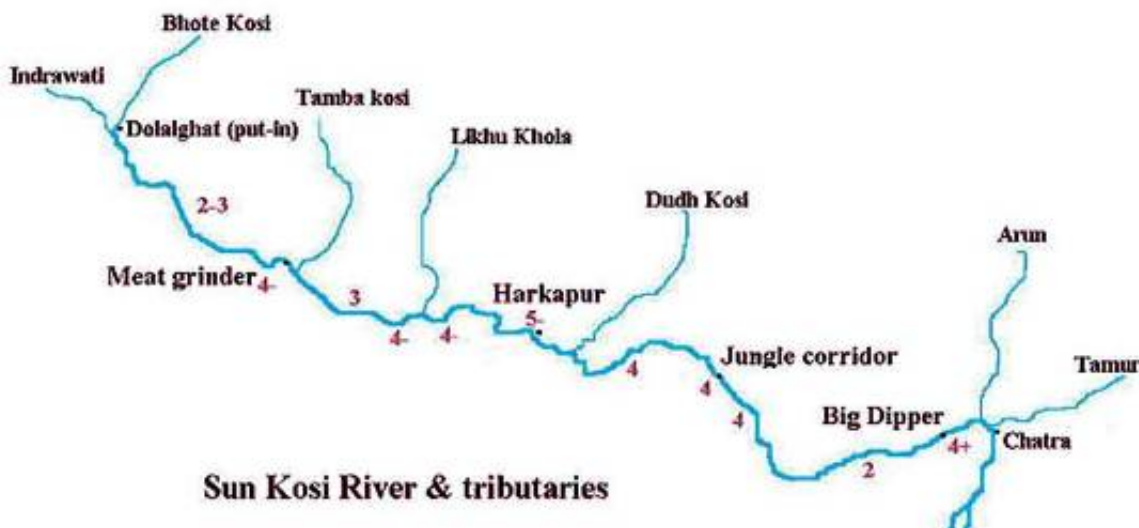 Bhote Kosi
Indrawati
Tamba kosi
Dolalghat (put-in)
Likhu Khola
Dudh Kosi
2-3
Arun
Meat grinder
4-
3
Harkapur
5-
4-
4-
Jungle corridor
4
4
4
Tamur
Big Dipper
4+
Chatra
2
Sun Kosi River & tributaries